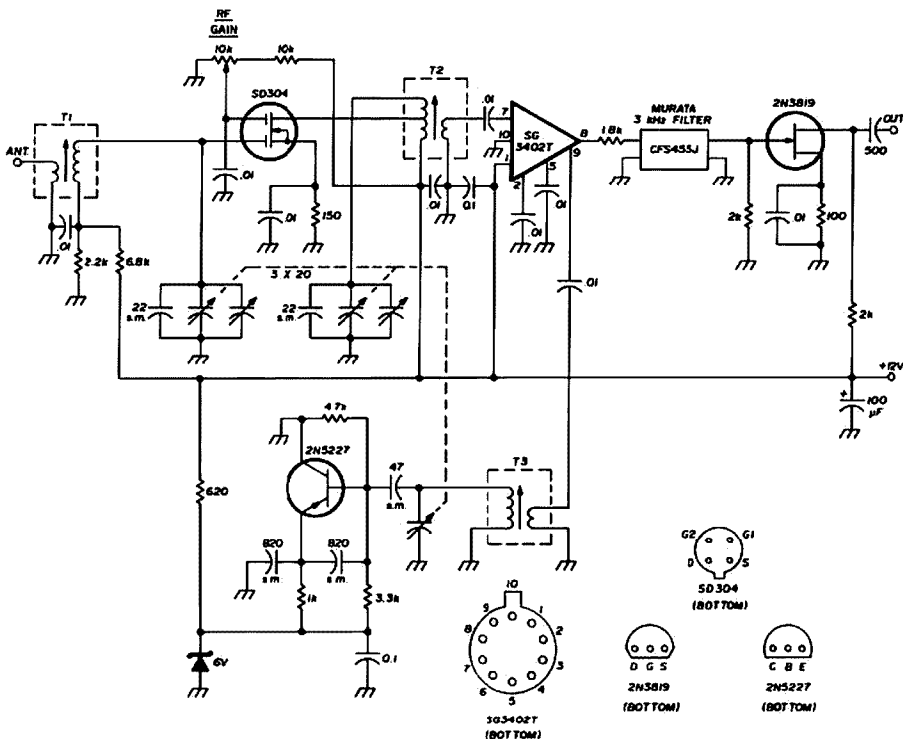 RF
GAIN
10k
10k
SD304
T1
ANT.
.01
2.2k
6.8k
.01
.01
150
T2
.01
0.1
.01
7
10
1
SG
3402T
8
9
2
5
.01
.01
1.8k
MURATA
3 kHz FILTER
CFS455J
2N3819
OUT
500
2k
.01
100
2k
.01
3 X 20
22
s.m.
22
s.m.
+12V
+
100
µF
47k
2N5227
620
47
s.m.
T3
820
s.m.
820
s.m.
1k
3.3k
6V
0.1
10
9
1
8
2
7
3
6
4
5
SG3402T
(BOTTOM)
G2
G1
D
S
SD304
(BOTTOM)
D G S
2N3819
(BOTTOM)
C B E
2N5227
(BOTTOM)